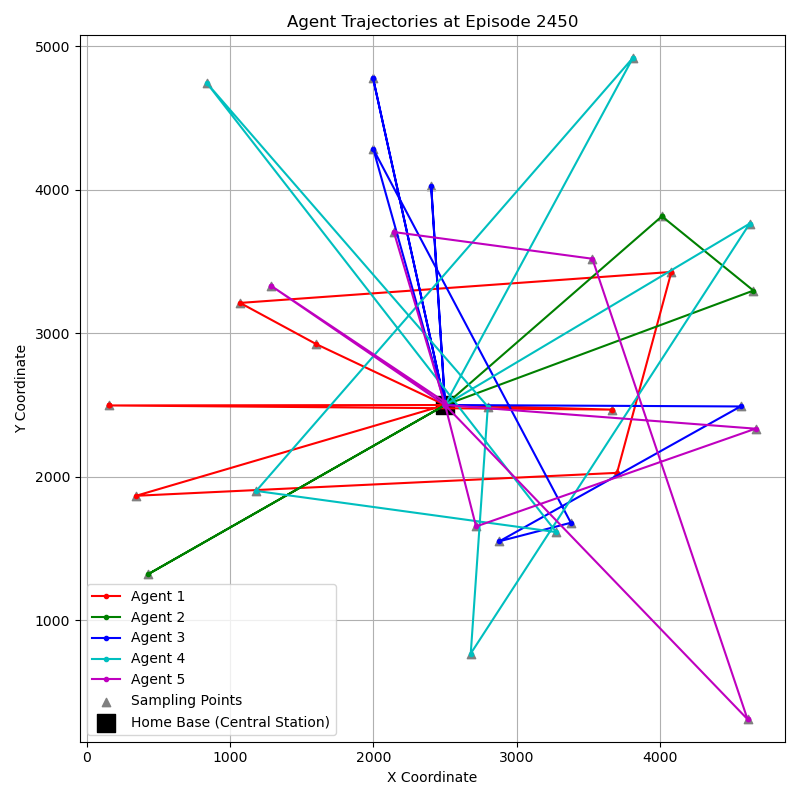 Agent Trajectories at Episode 2450
5000
4000
3000
2000
1000
Y Coordinate
Agent 1
Agent 2
Agent 3
Agent 4
Agent 5
Sampling Points
Home Base (Central Station)
0 1000 2000 3000 4000
X Coordinate